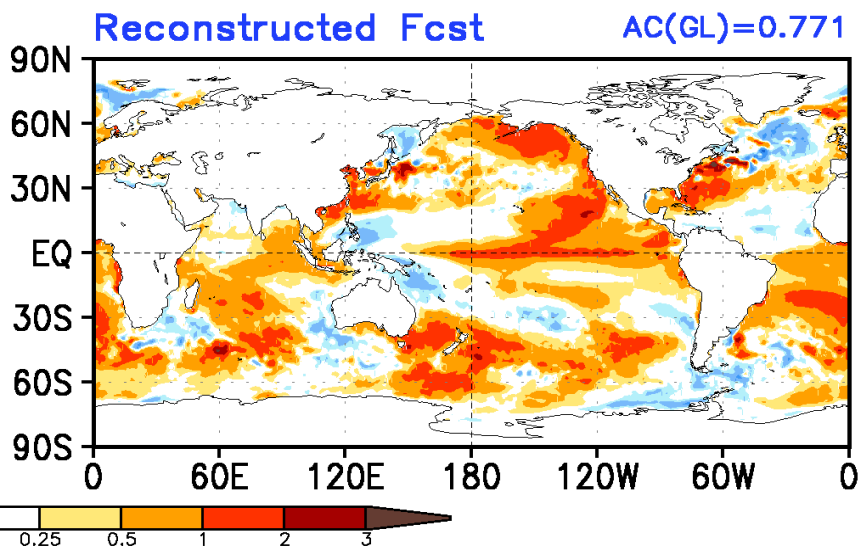 Reconstructed Fcst AC(GL)=0.771
90N
60N
30N
EQ
30S
60S
90S
0 60E 120E 180 120W 60W 0
0.25 0.5 1 2 3